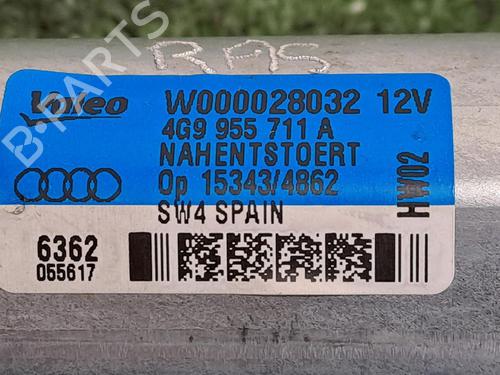 RAS
Valeo W000028032 12V
4G9 955 711 A
NAHENTSTOERT
Op 15343/4862
SW4 SPAIN
HW02
6362
055617
B-PARTS